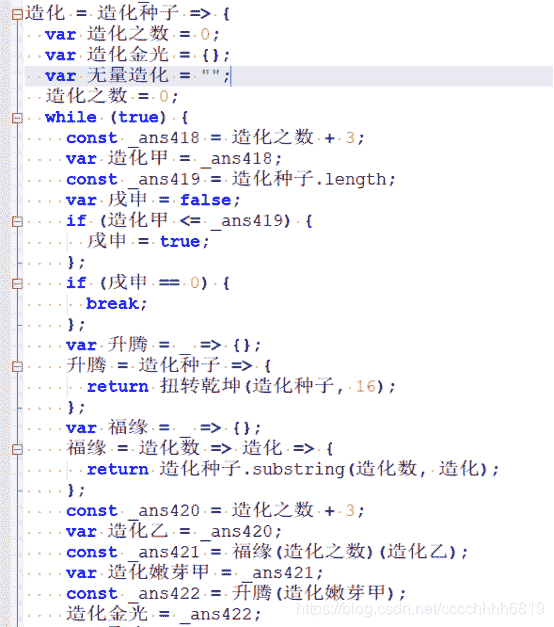 造化 = 造化种子 => {
var 造化之数 = 0;
var 造化金光 = {};
var 无量造化 = "";
造化之数 = 0;
while (true) {
const _ans418 = 造化之数 + 3;
var 造化甲 = _ans418;
const _ans419 = 造化种子.length;
var 戌申 = false;
if (造化甲 <= _ans419) {
戌申 = true;
};
if (戌申 == 0) {
break;
};
var 升腾 = _ => {};
升腾 = 造化种子 => {
return 扭转乾坤(造化种子, 16);
};
var 福缘 = _ => {};
福缘 = 造化数 => 造化 => {
return 造化种子.substring(造化数, 造化);
};
const _ans420 = 造化之数 + 3;
var 造化乙 = _ans420;
const _ans421 = 福缘(造化之数)(造化乙);
var 造化嫩芽甲 = _ans421;
const _ans422 = 升腾(造化嫩芽甲);
造化金光 = _ans422;
https://blog.csdn.net/cccchhhh6819